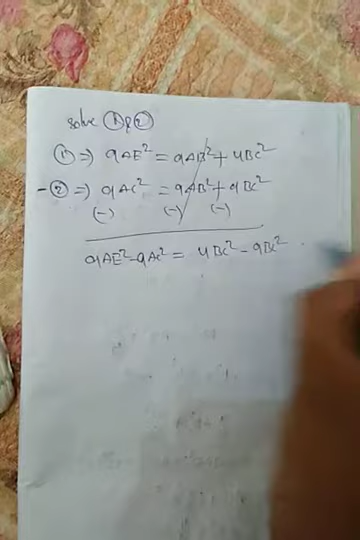 solve ① & ②
① ⇒ 9AE² = 9AB² + 4BC²
- ② ⇒ 9AC² = 9AB² + 9BC²
(-) (-) (-)
9AE² - 9AC² = 4BC² - 9BC²